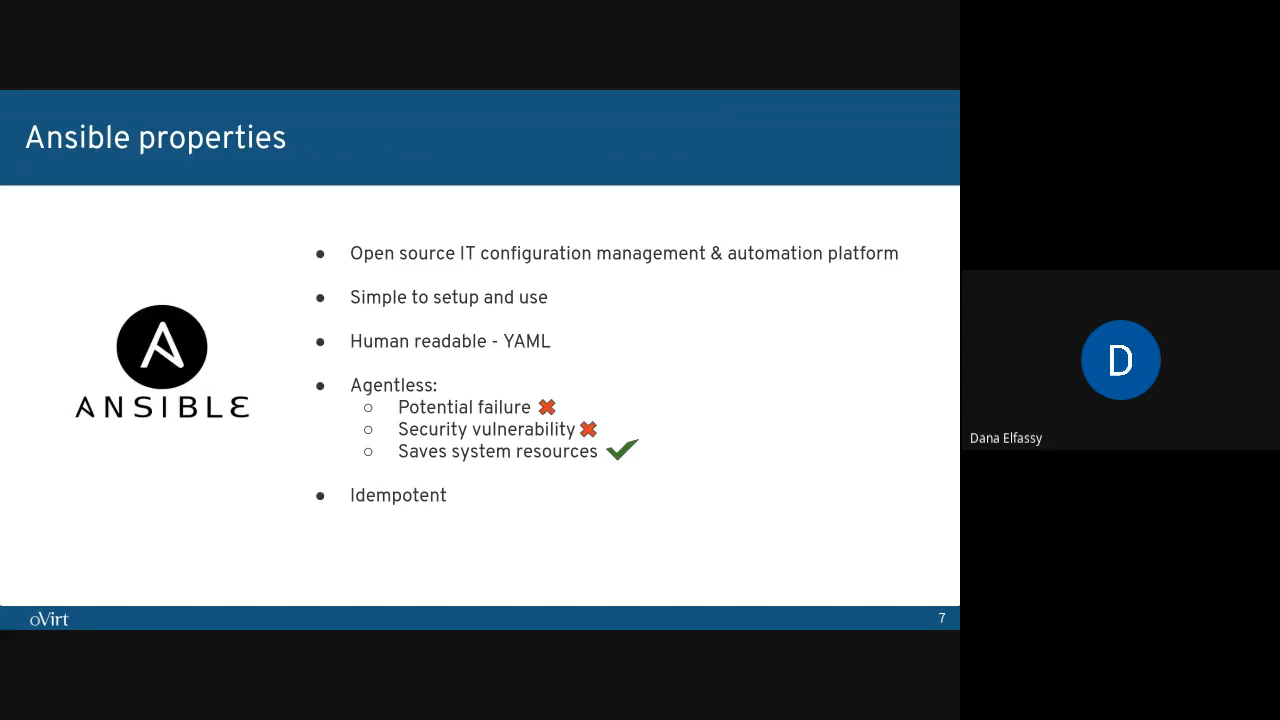 Ansible properties
● Open source IT configuration management & automation platform
● Simple to setup and use
● Human readable - YAML
● Agentless:
○ Potential failure ✖
○ Security vulnerability ✖
○ Saves system resources ✔
● Idempotent
ANSIBLE
oVirt
7
D
Dana Elfassy